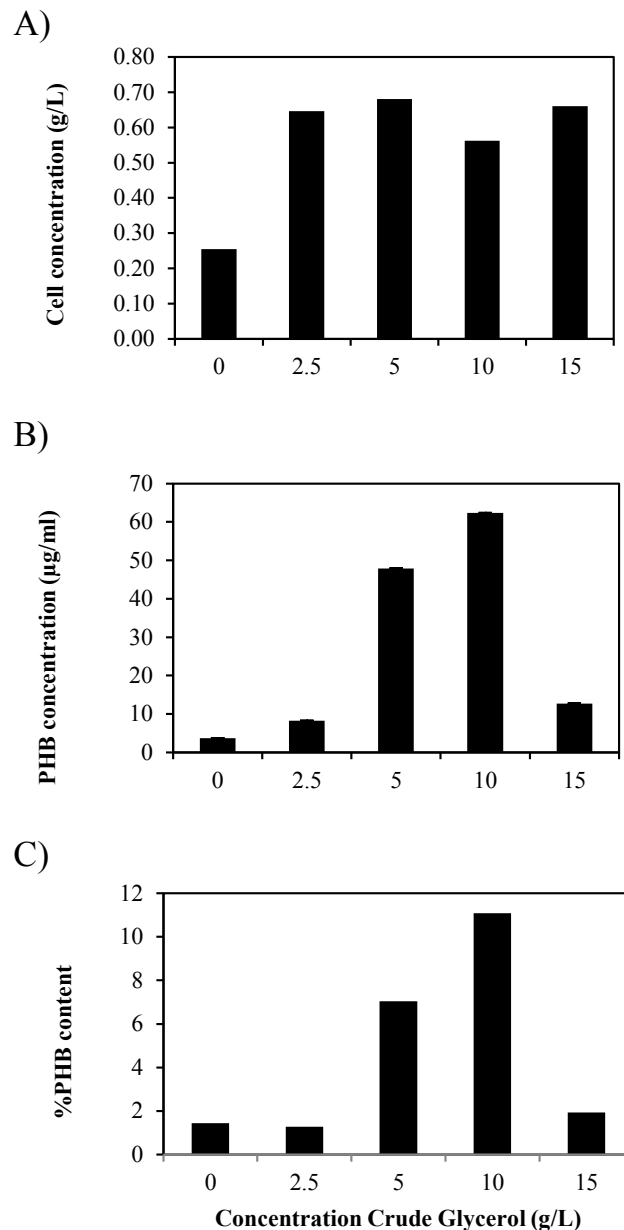 A)
Cell concentration (g/L)
0.80
0.70
0.60
0.50
0.40
0.30
0.20
0.10
0.00
0 2.5 5 10 15
B)
PHB concentration (µg/ml)
70
60
50
40
30
20
10
0
0 2.5 5 10 15
C)
%PHB content
12
10
8
6
4
2
0
0 2.5 5 10 15
Concentration Crude Glycerol (g/L)